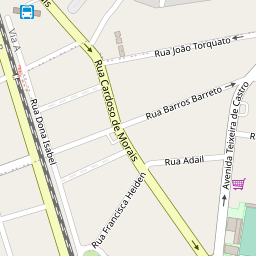 Via A
Rua João Torquato
Rua Cardoso de Morais
Rua Barros Barreto
Rua Dona Isabel
Avenida Teixeira de Castro
Rua Adail
Rua Francisca Heiden